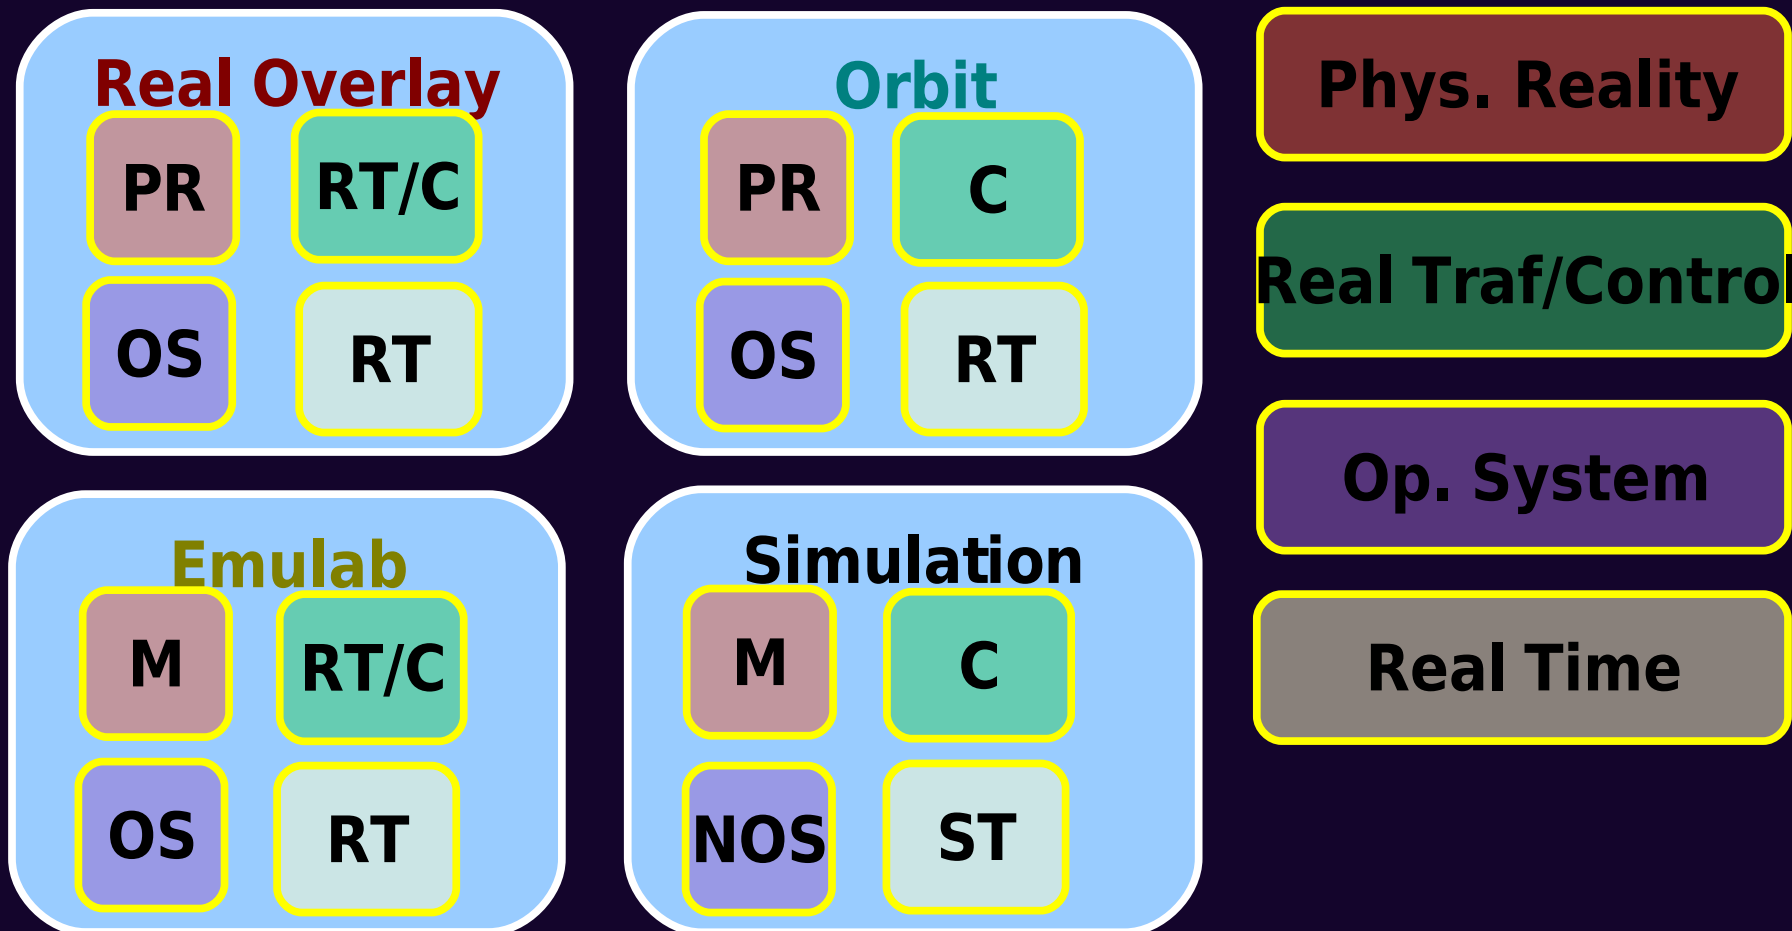 Real Overlay
PR RT/C
OS RT
Orbit
PR C
OS RT
Emulab
M RT/C
OS RT
Simulation
M C
NOS ST
Phys. Reality
Real Traf/Control
Op. System
Real Time